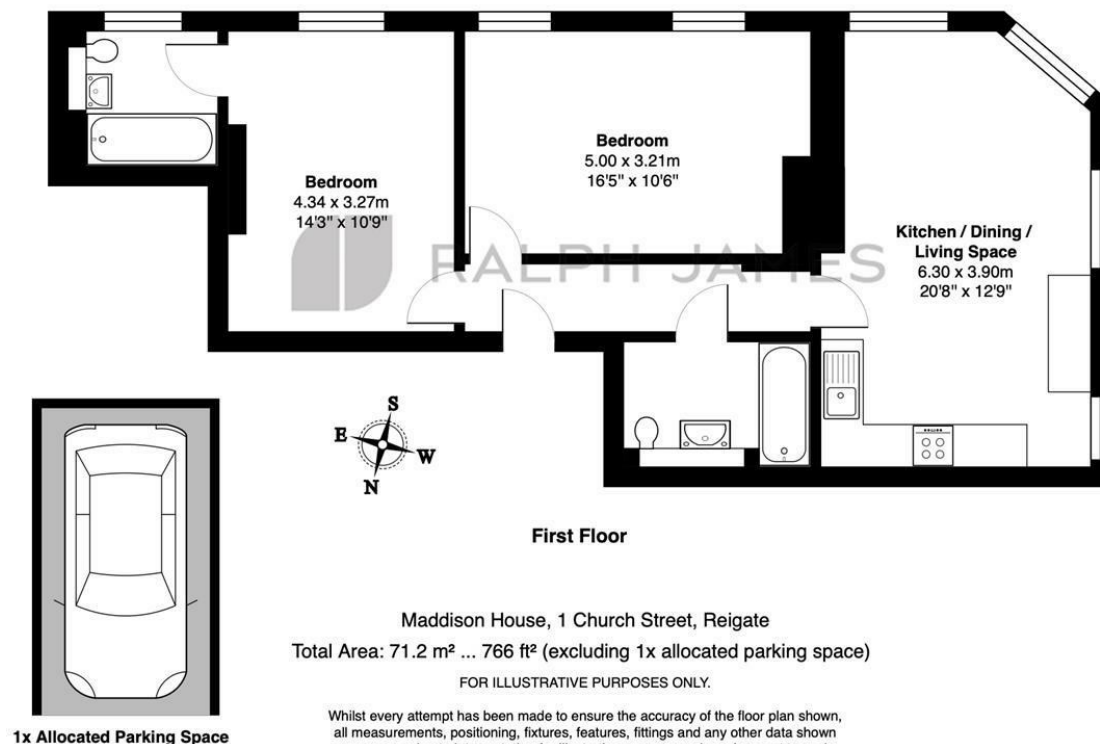 Bedroom
4.34 x 3.27m
14'3" x 10'9"
Bedroom
5.00 x 3.21m
16'5" x 10'6"
Kitchen / Dining /
Living Space
6.30 x 3.90m
20'8" x 12'9"
RALPH JAMES
S
E
W
N
First Floor
Maddison House, 1 Church Street, Reigate
Total Area: 71.2 m² ... 766 ft² (excluding 1x allocated parking space)
FOR ILLUSTRATIVE PURPOSES ONLY.
Whilst every attempt has been made to ensure the accuracy of the floor plan shown,
all measurements, positioning, fixtures, features, fittings and any other data shown
1x Allocated Parking Space